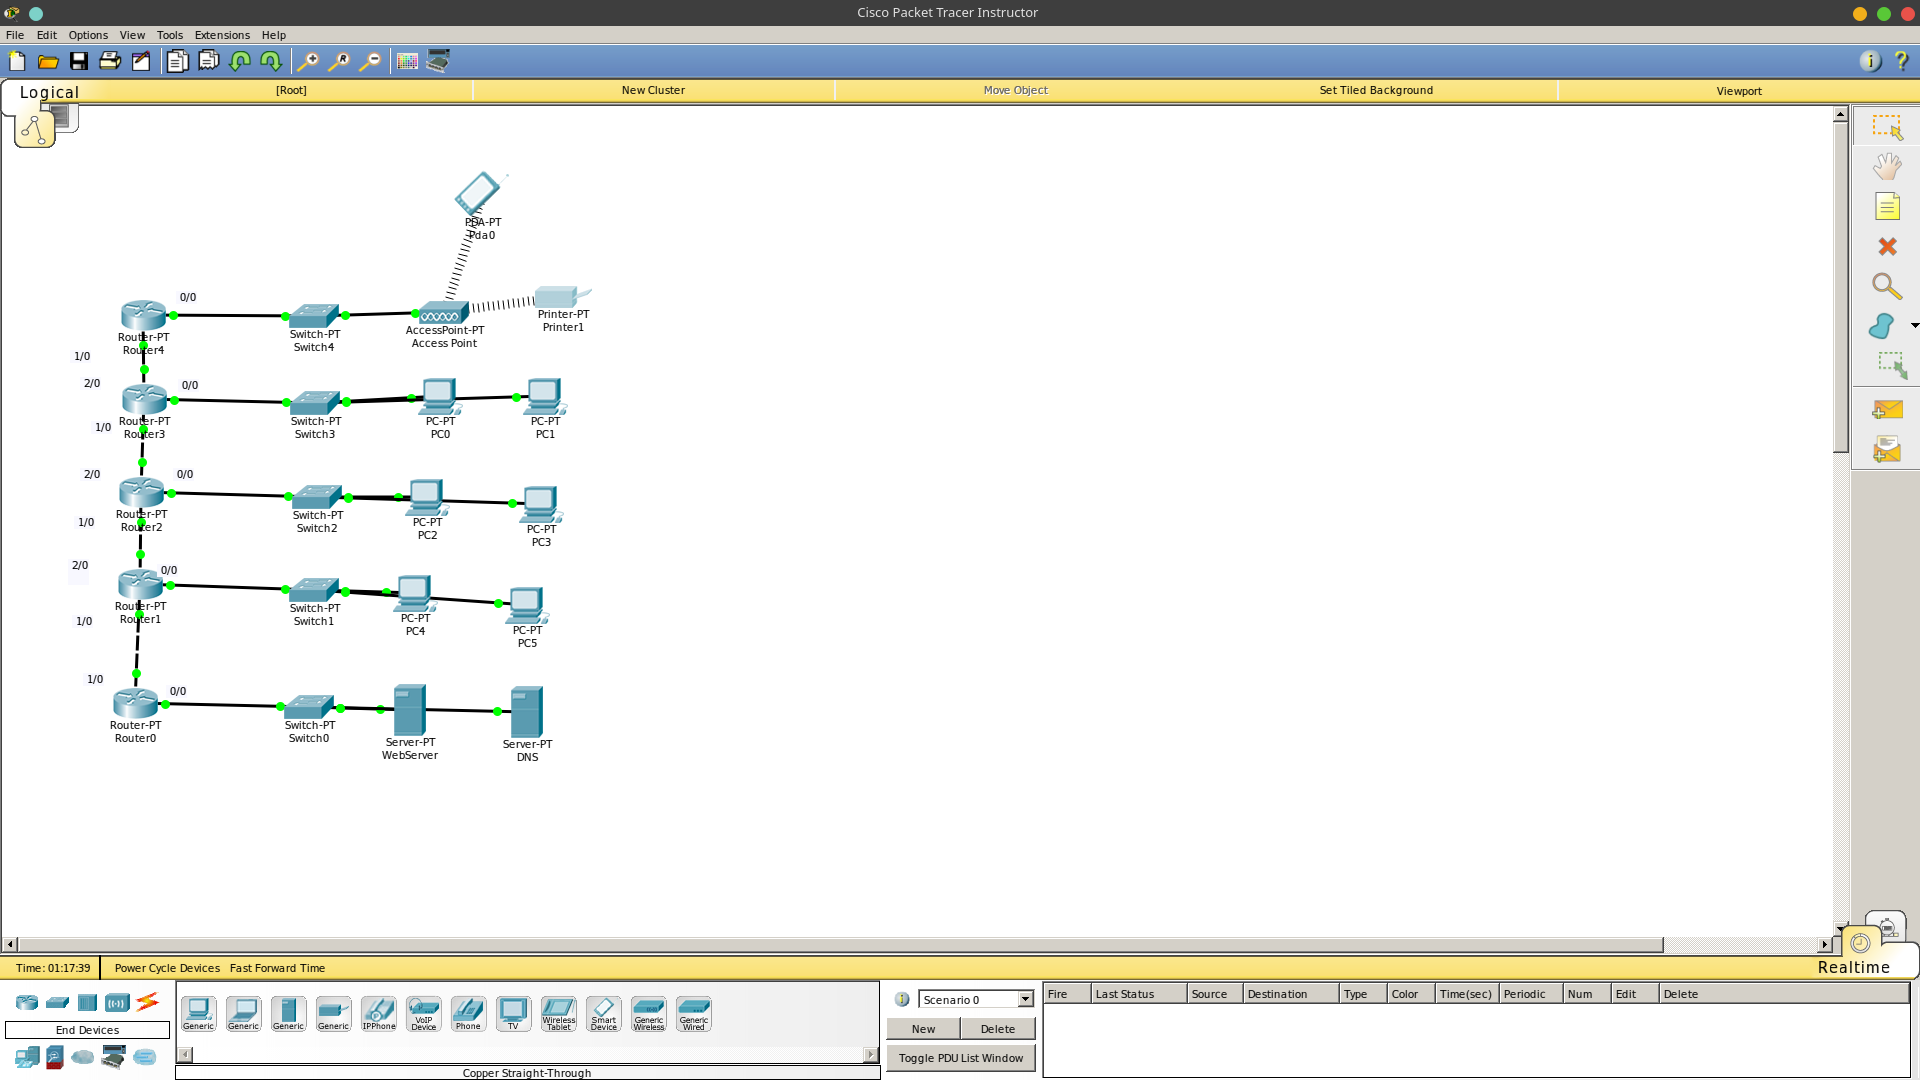 Cisco Packet Tracer Instructor
File Edit Options View Tools Extensions Help
Logical [Root] New Cluster Move Object Set Tiled Background Viewport
PDA-PT
Pda0
0/0
Router-PT
Router4
Switch-PT
Switch4
AccessPoint-PT
Access Point
Printer-PT
Printer1
1/0
2/0
0/0
Router-PT
Router3
Switch-PT
Switch3
PC-PT
PC0
PC-PT
PC1
1/0
2/0
0/0
Router-PT
Router2
Switch-PT
Switch2
PC-PT
PC2
PC-PT
PC3
1/0
2/0
0/0
Router-PT
Router1
Switch-PT
Switch1
PC-PT
PC4
PC-PT
PC5
1/0
1/0
0/0
Router-PT
Router0
Switch-PT
Switch0
Server-PT
WebServer
Server-PT
DNS
Time: 01:17:39 Power Cycle Devices Fast Forward Time Realtime
End Devices
Generic Generic Generic Generic IPPhone VoIP Device Phone TV Wireless Tablet Smart Device Generic Wireless Generic Wired
Copper Straight-Through
Scenario 0
New Delete
Toggle PDU List Window
Fire Last Status Source Destination Type Color Time(sec) Periodic Num Edit Delete